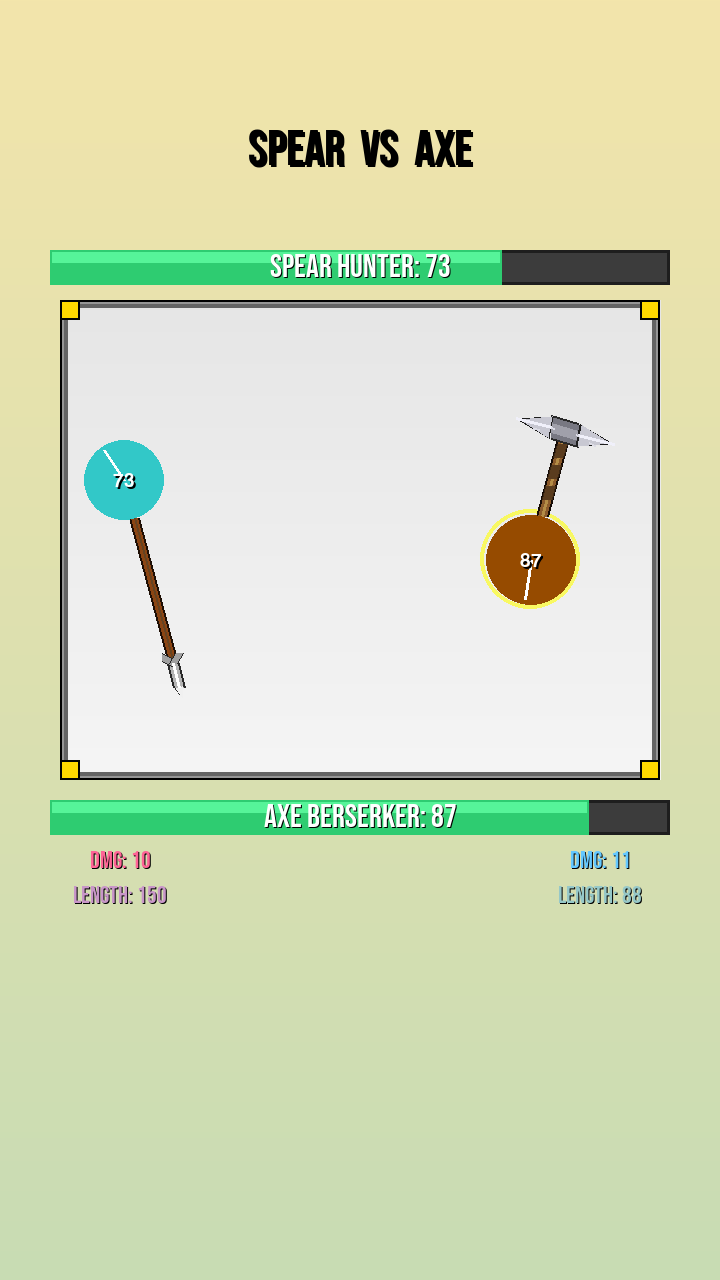 SPEAR VS AXE
SPEAR HUNTER: 73
73
87
AXE BERSERKER: 87
DMG: 10
DMG: 11
LENGTH: 150
LENGTH: 88